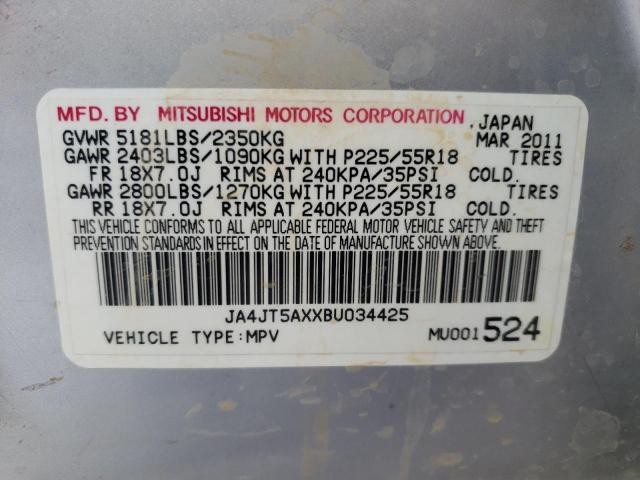 MFD. BY MITSUBISHI MOTORS CORPORATION, JAPAN
GVWR 5181LBS/2350KG MAR 2011
GAWR 2403LBS/1090KG WITH P225/55R18 TIRES
FR 18X7.0J RIMS AT 240KPA/35PSI COLD.
GAWR 2800LBS/1270KG WITH P225/55R18 TIRES
RR 18X7.0J RIMS AT 240KPA/35PSI COLD.
THIS VEHICLE CONFORMS TO ALL APPLICABLE FEDERAL MOTOR VEHICLE SAFETY AND THEFT
PREVENTION STANDARDS IN EFFECT ON THE DATE OF MANUFACTURE SHOWN ABOVE.
JA4JT5AXXBU034425
VEHICLE TYPE:MPV MU001524